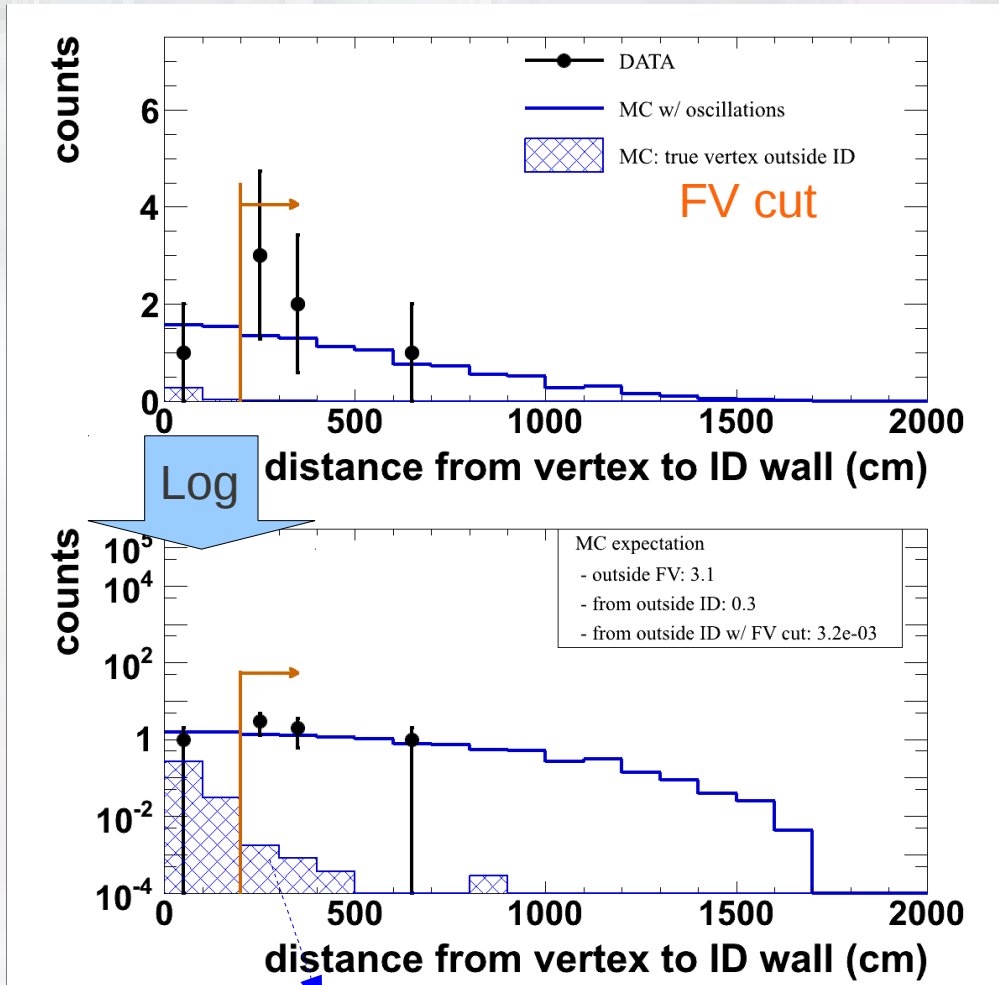 counts
6
4
2
0
DATA
MC w/ oscillations
MC: true vertex outside ID
FV cut
0 500 1000 1500 2000
distance from vertex to ID wall (cm)
Log
counts
10^5
10^4
10^2
1
10^-2
10^-4
MC expectation
- outside FV: 3.1
- from outside ID: 0.3
- from outside ID w/ FV cut: 3.2e-03
0 500 1000 1500 2000
distance from vertex to ID wall (cm)